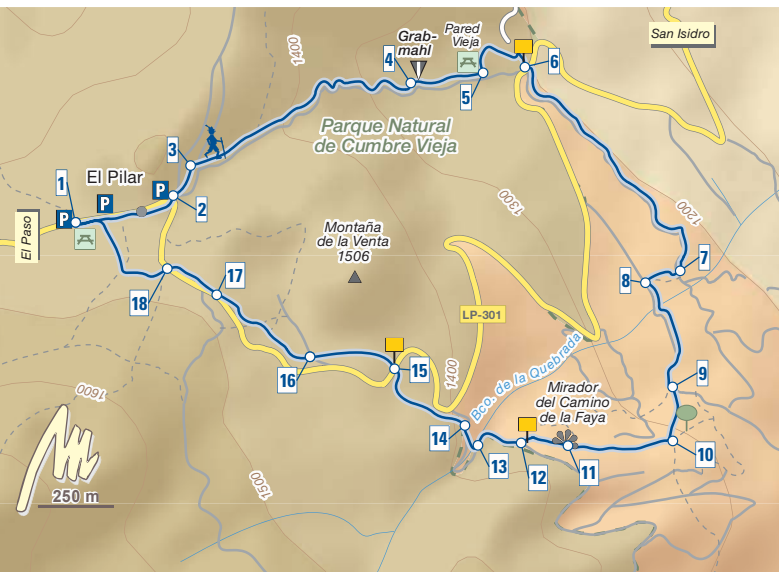 1400
Grab-
mahl
Pared
Vieja
San Isidro
4
5
6
3
Parque Natural
de Cumbre Vieja
El Pilar
1
P
P
P
2
El Paso
1300
1200
Montaña
de la Venta
1506
7
8
18
17
LP-301
Bco. de la Quebrada
1400
15
16
1600
Mirador
del Camino
de la Faya
9
14
13
12
11
10
250 m
1500